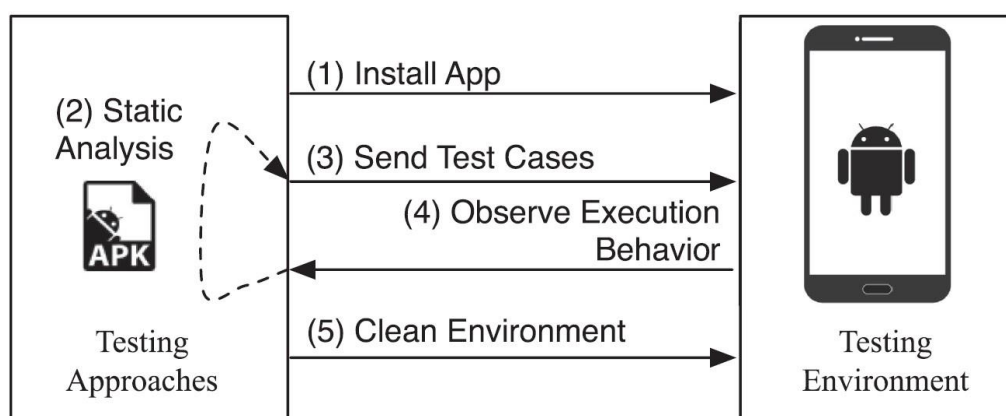 (1) Install App
(2) Static
Analysis
(3) Send Test Cases
(4) Observe Execution
Behavior
APK
(5) Clean Environment
Testing
Approaches
Testing
Environment